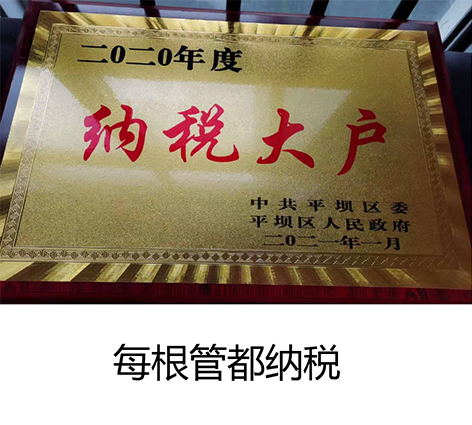 二0二0年度
纳税大户
中共平坝区委
平坝区人民政府
二0二一年一月
每根管都纳税